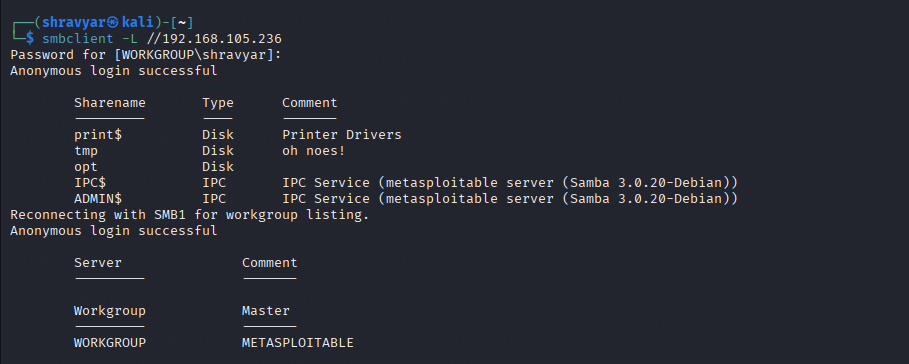 ┌──(shravyar㉿kali)-[~]
└─$ smbclient -L //192.168.105.236
Password for [WORKGROUP\shravyar]:
Anonymous login successful
Sharename Type Comment
--------- ---- -------
print$ Disk Printer Drivers
tmp Disk oh noes!
opt Disk
IPC$ IPC IPC Service (metasploitable server (Samba 3.0.20-Debian))
ADMIN$ IPC IPC Service (metasploitable server (Samba 3.0.20-Debian))
Reconnecting with SMB1 for workgroup listing.
Anonymous login successful
Server Comment
--------- -------
Workgroup Master
--------- -------
WORKGROUP METASPLOITABLE